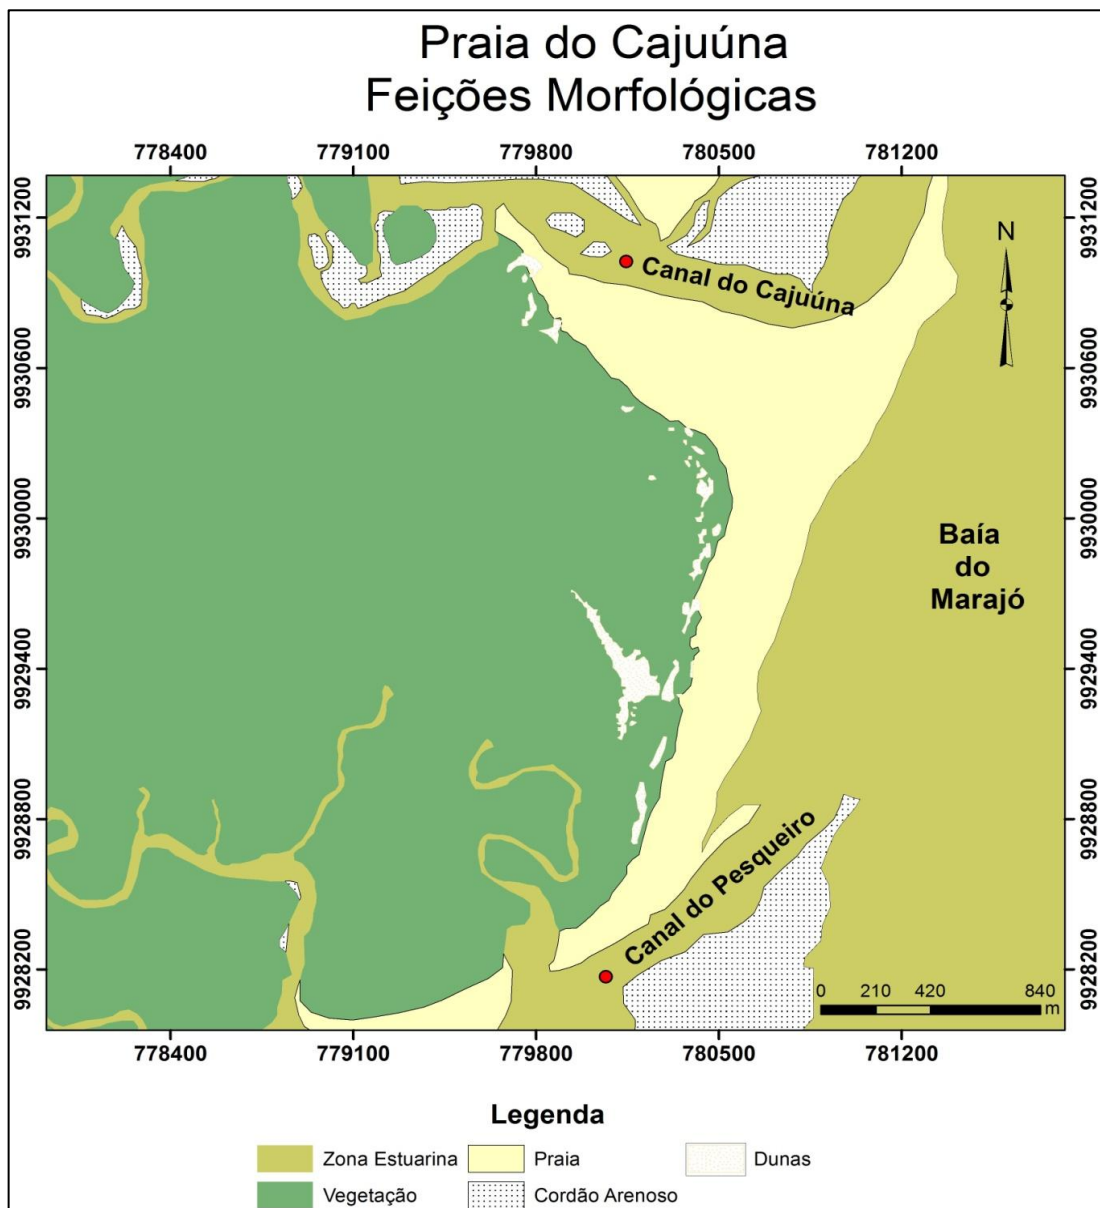 Praia do Cajuúna
Feições Morfológicas
778400 779100 779800 780500 781200
9931200 9931200
N
Canal do Cajuúna
9930600 9930600
9930000 9930000
Baía
do
Marajó
9929400 9929400
9928800 9928800
Canal do Pesqueiro
9928200 9928200
0 210 420 840
m
778400 779100 779800 780500 781200
Legenda
Zona Estuarina Praia Dunas
Vegetação Cordão Arenoso